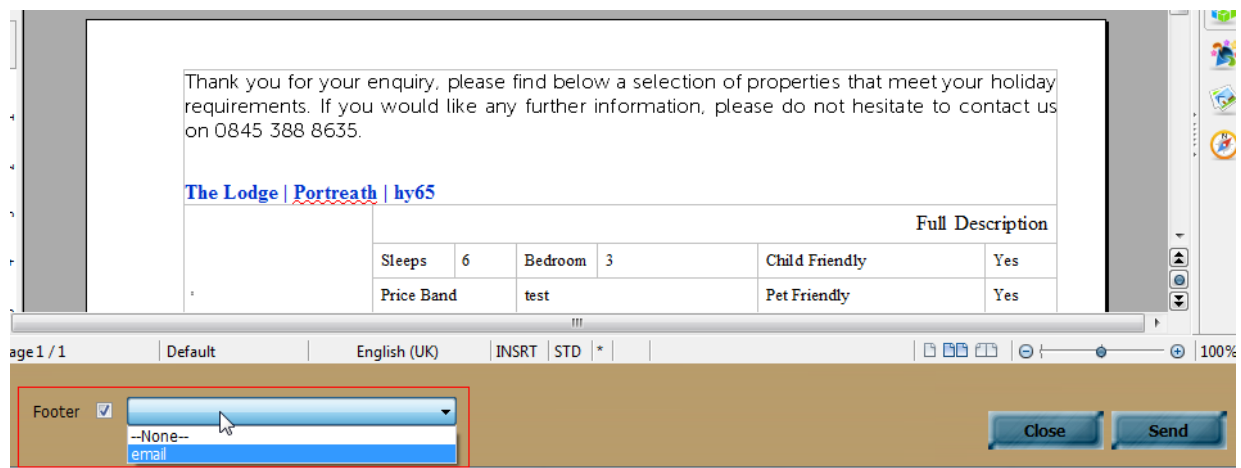 Thank you for your enquiry, please find below a selection of properties that meet your holiday
requirements. If you would like any further information, please do not hesitate to contact us
on 0845 388 8635.
The Lodge | Portreath | hy65
Full Description
Sleeps 6 Bedroom 3 Child Friendly Yes
Price Band test Pet Friendly Yes
age 1 / 1 Default English (UK) INSRT STD * 100%
Footer
--None--
email
Close Send